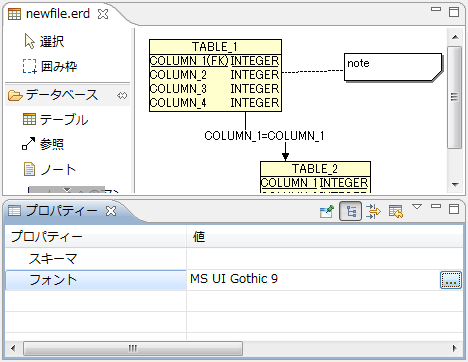 newfile.erd
選択
囲み枠
データベース
テーブル
参照
ノート
TABLE_1
COLUMN_1(FK) INTEGER
COLUMN_2 INTEGER
COLUMN_3 INTEGER
COLUMN_4 INTEGER
note
COLUMN_1=COLUMN_1
TABLE_2
COLUMN_1 INTEGER
プロパティー
プロパティー 値
スキーマ
フォント MS UI Gothic 9
...